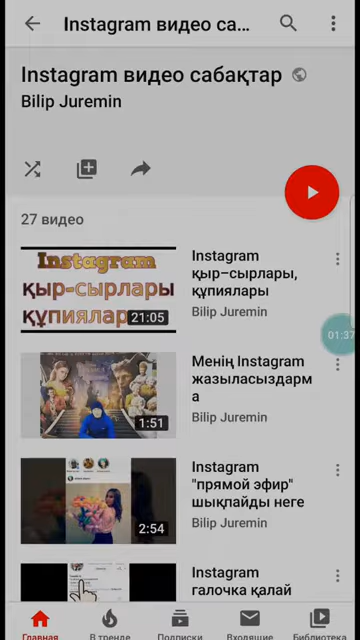 Instagram видео са...
Instagram видео сабақтар
Bilip Juremin
27 видео
Instagram
қыр-сырлары
құпиялар
21:05
Instagram
қыр-сырлары,
құпиялары
Bilip Juremin
01:37
1:51
Менің Instagram
жазыласыздарм
а
Bilip Juremin
2:54
Instagram
"прямой эфир"
шықпайды неге
Bilip Juremin
Instagram
галочка қалай
Главная
В тренде
Подписки
Входящие
Библиотека